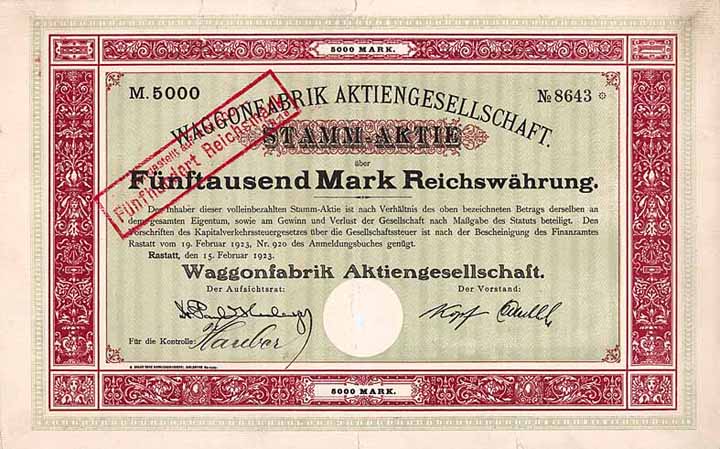 5000 MARK.
M. 5000
№ 8643
WAGGONFABRIK AKTIENGESELLSCHAFT.
STAMM-AKTIE
über
Fünftausend Mark Reichswährung.
Der Inhaber dieser volleinbezahlten Stamm-Aktie ist nach Verhältnis des oben bezeichneten Betrags derselben an
dem gesamten Eigentum, sowie am Gewinn und Verlust der Gesellschaft nach Maßgabe des Statuts beteiligt. Den
Vorschriften des Kapitalverkehrssteuergesetzes über die Gesellschaftssteuer ist nach der Bescheinigung des Finanzamtes
Rastatt vom 19. Februar 1923, Nr. 920 des Anmeldungsbuches genügt.
Rastatt, den 15. Februar 1923.
Waggonfabrik Aktiengesellschaft.
Der Aufsichtsrat:
Der Vorstand:
Kopf
Für die Kontrolle: Hauber
5000 MARK.
auf
Fünfhundert Reichsmark